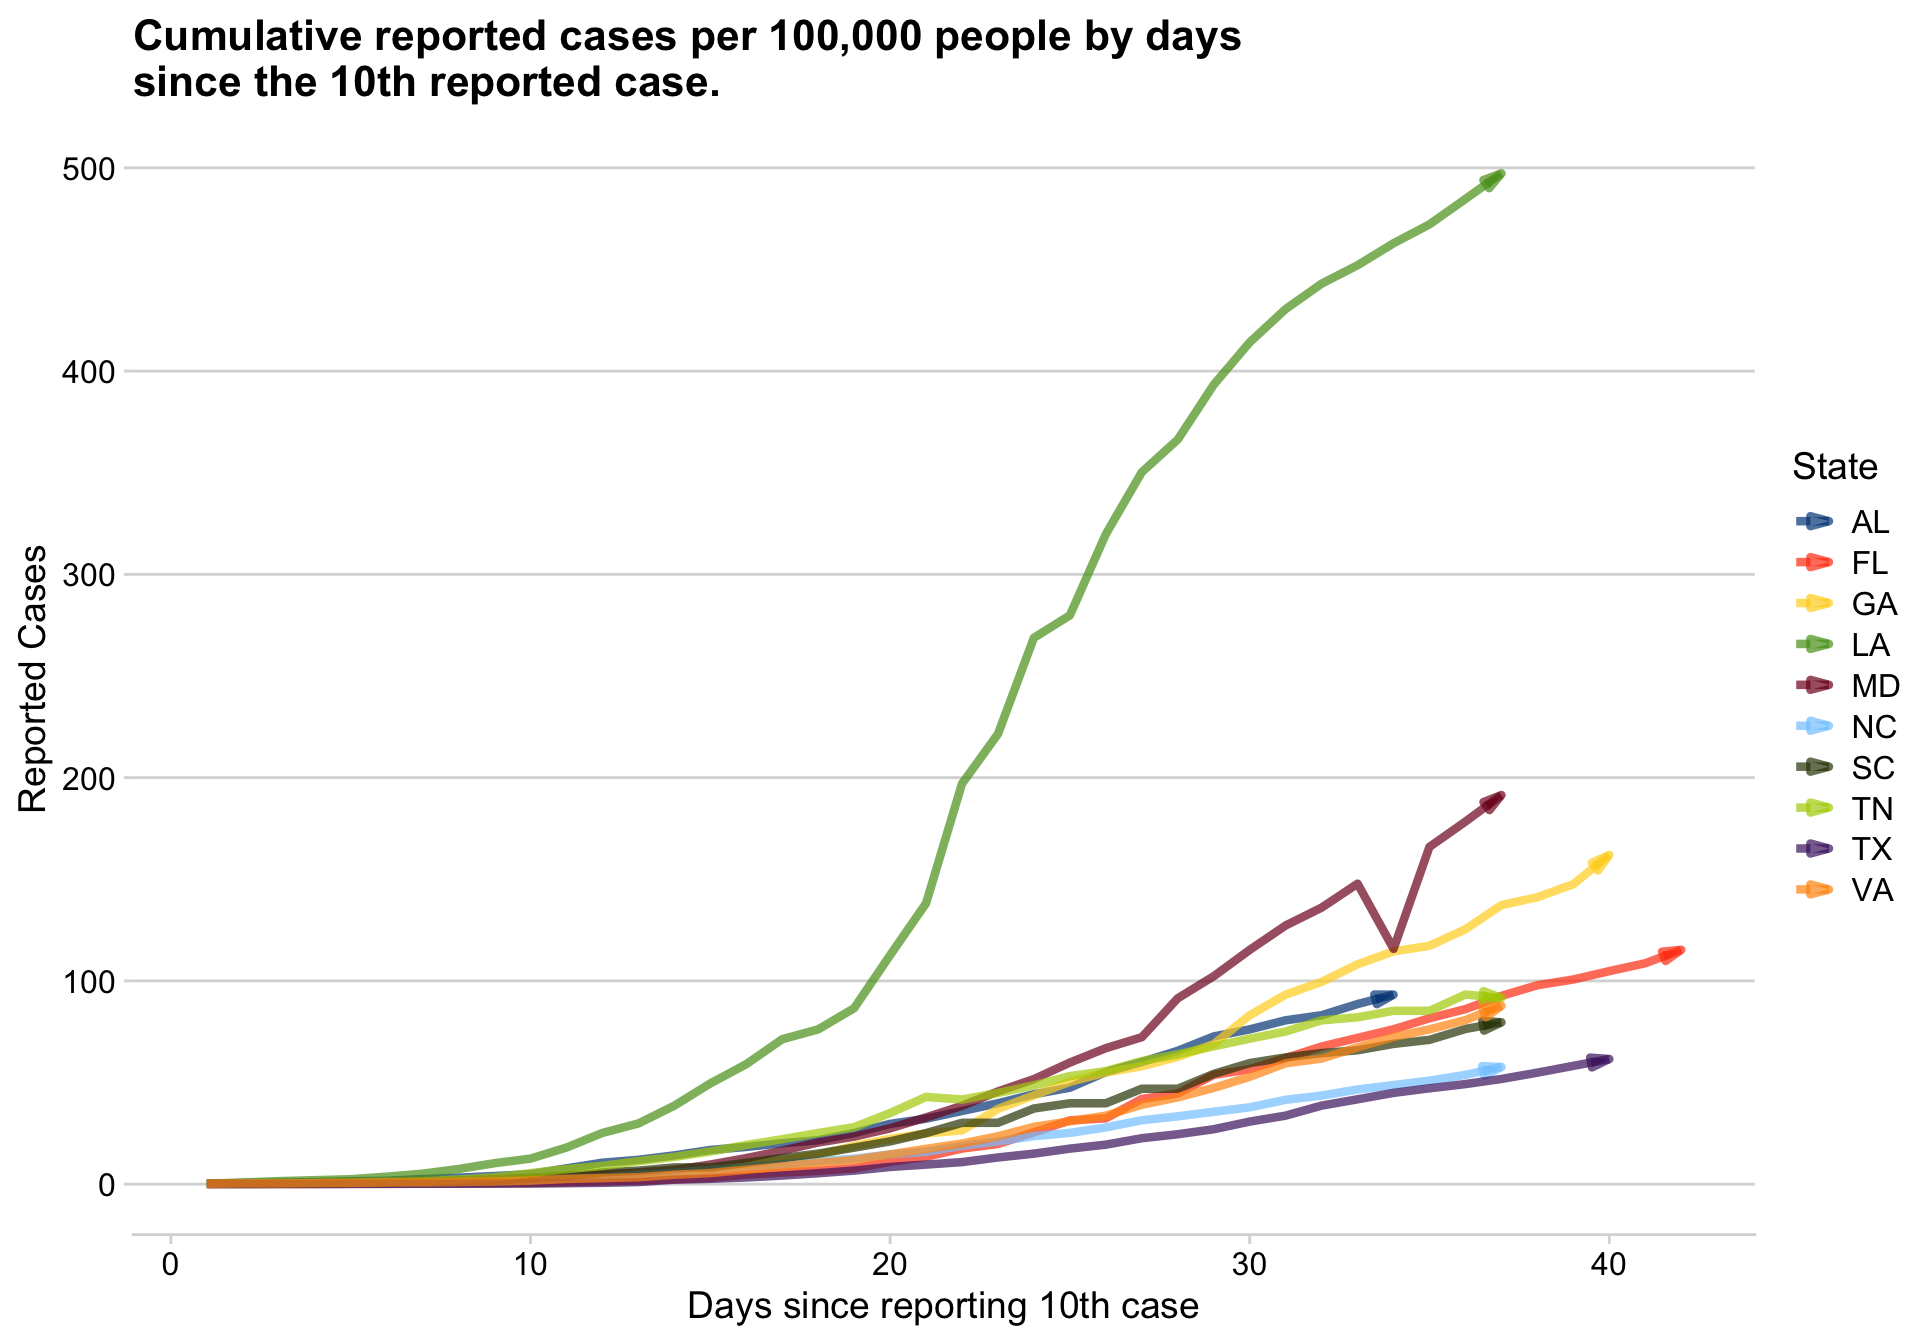 Cumulative reported cases per 100,000 people by days
since the 10th reported case.
500
400
300
200
100
0
Reported Cases
0 10 20 30 40
Days since reporting 10th case
State
AL
FL
GA
LA
MD
NC
SC
TN
TX
VA